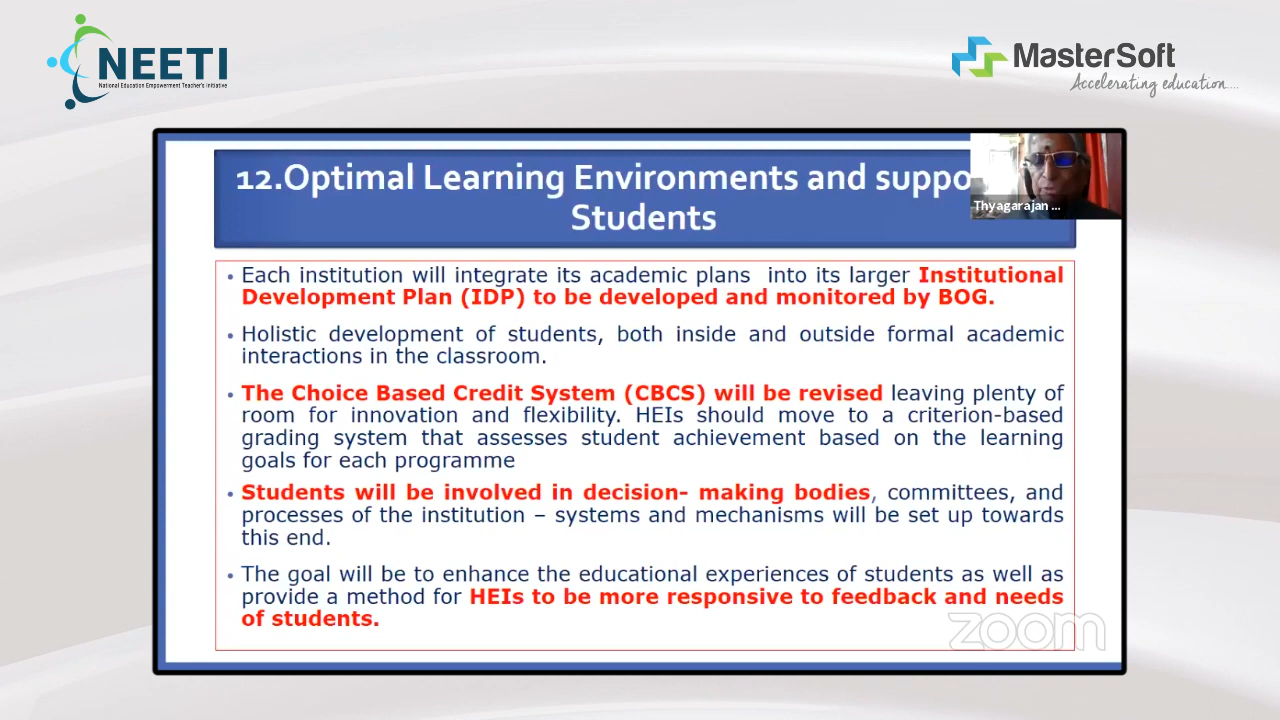 NEETI
National Education Empowerment Teacher's Initiative
MasterSoft
Accelerating education....
12.Optimal Learning Environments and suppo
Students
Thyagarajan ...
• Each institution will integrate its academic plans into its larger Institutional
Development Plan (IDP) to be developed and monitored by BOG.
• Holistic development of students, both inside and outside formal academic
interactions in the classroom.
• The Choice Based Credit System (CBCS) will be revised leaving plenty of
room for innovation and flexibility. HEIs should move to a criterion-based
grading system that assesses student achievement based on the learning
goals for each programme
• Students will be involved in decision- making bodies, committees, and
processes of the institution – systems and mechanisms will be set up towards
this end.
• The goal will be to enhance the educational experiences of students as well as
provide a method for HEIs to be more responsive to feedback and needs
of students.
zoom